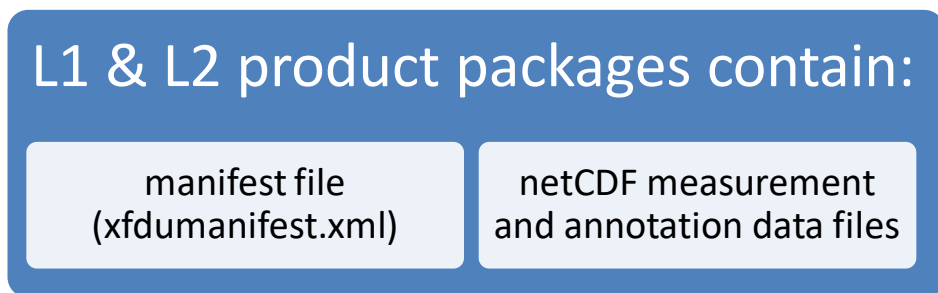 L1 & L2 product packages contain:
manifest file
(xfdumanifest.xml)
netCDF measurement
and annotation data files